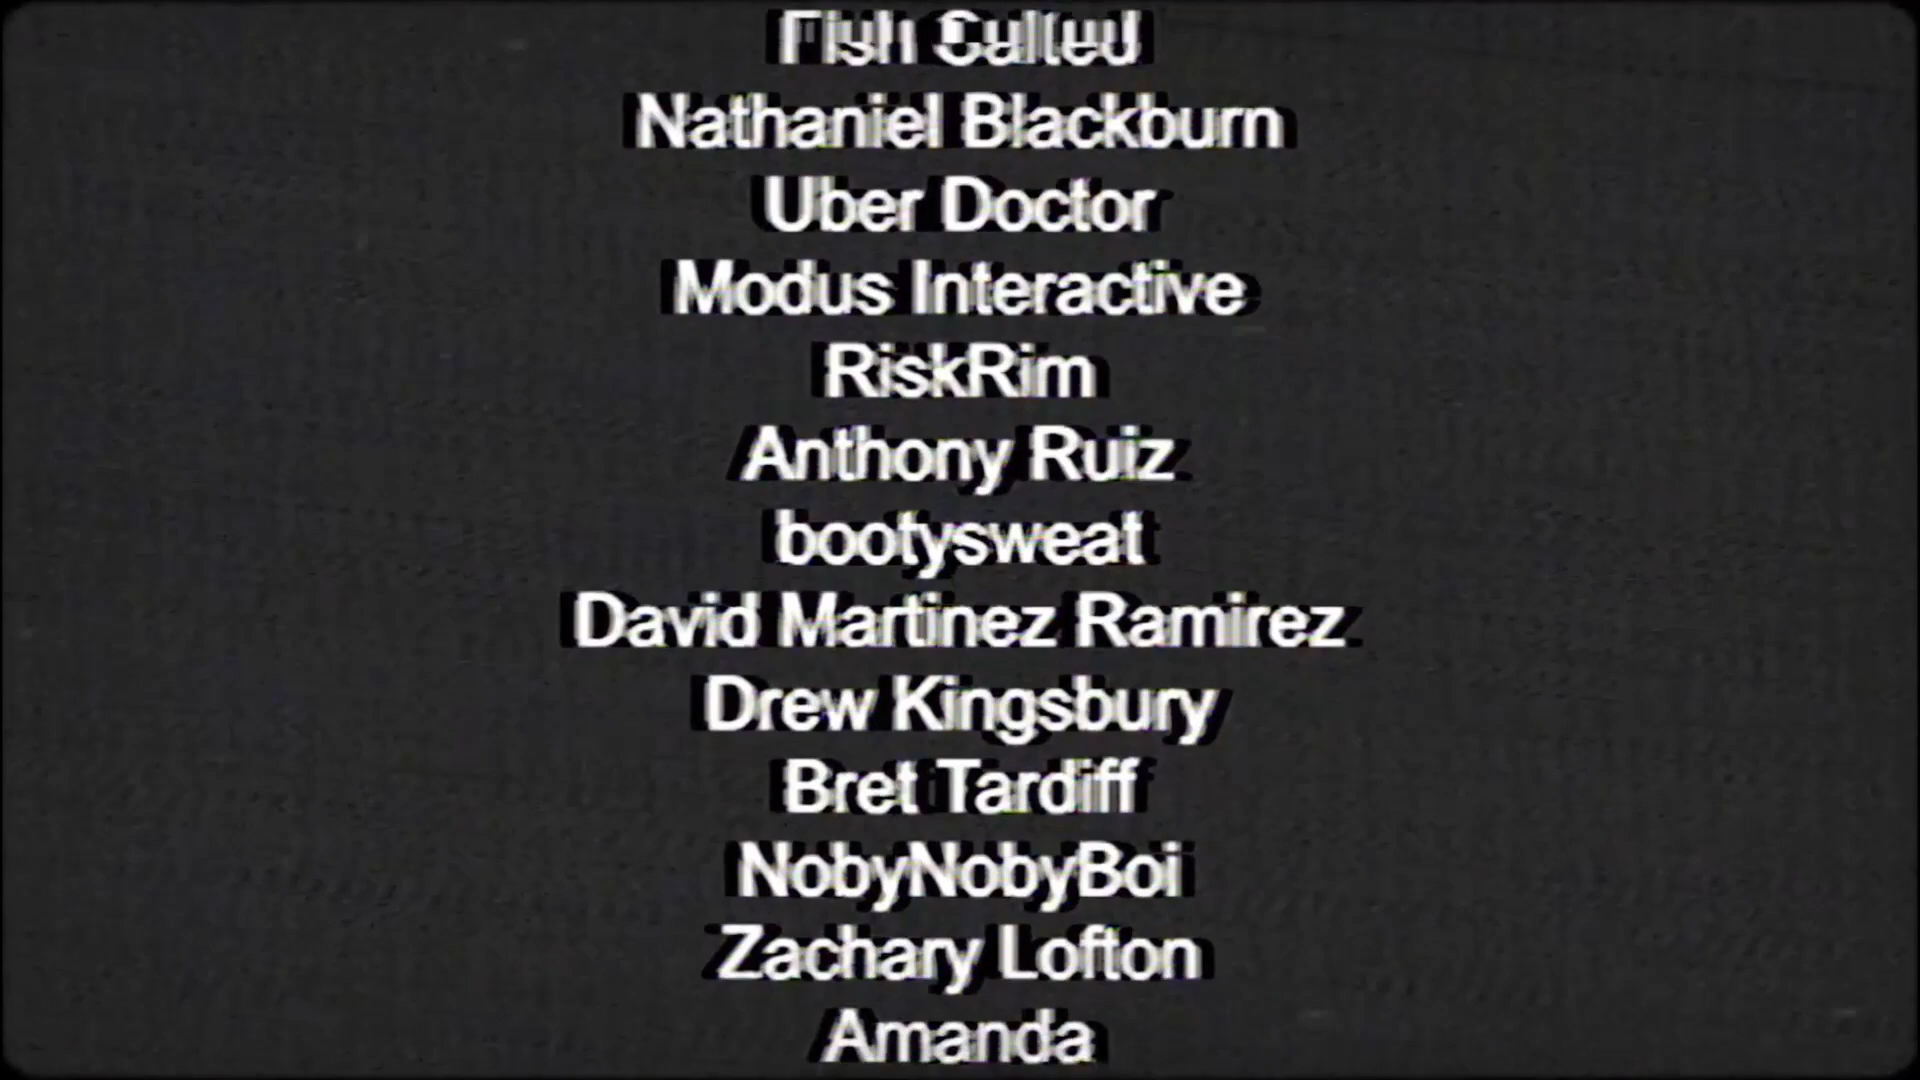 Fish
Nathaniel Blackburn
Uber Doctor
Modus Interactive
RiskRim
Anthony Ruiz
bootysweat
David Martinez Ramirez
Drew Kingsbury
Bret Tardiff
NobyNobyBoi
Zachary Lofton
Amanda